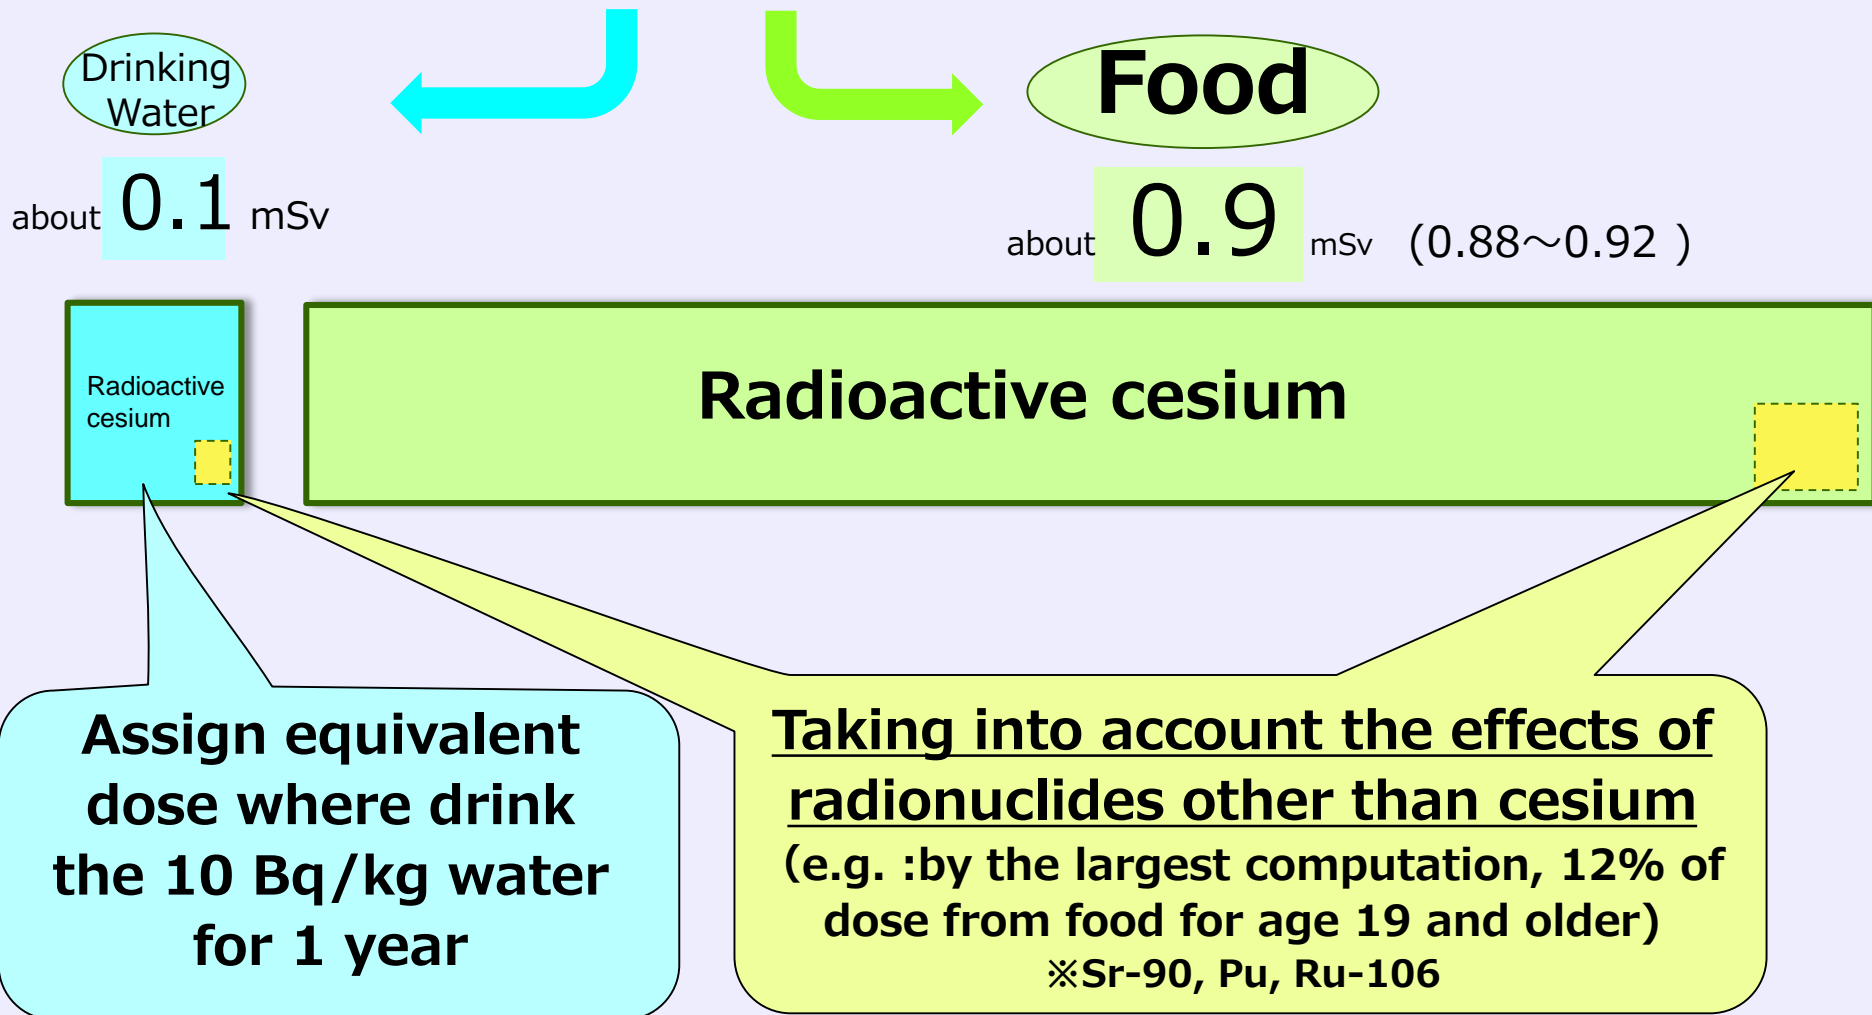 Drinking
Water
Food
about 0.1 mSv
about 0.9 mSv (0.88～0.92 )
Radioactive
cesium
Radioactive cesium
Assign equivalent
dose where drink
the 10 Bq/kg water
for 1 year
Taking into account the effects of
radionuclides other than cesium
(e.g. :by the largest computation, 12% of
dose from food for age 19 and older)
※Sr-90, Pu, Ru-106